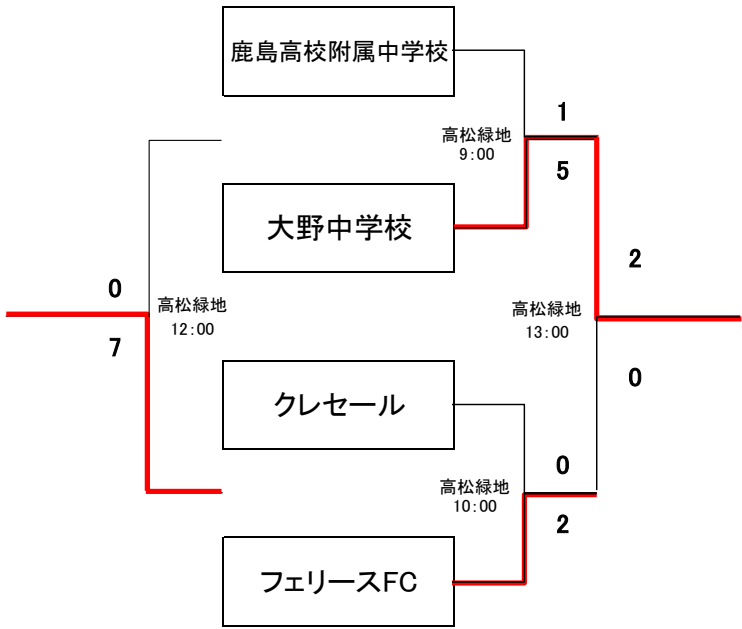 鹿島高校附属中学校
1
高松緑地
9:00
5
大野中学校
2
0
高松緑地
12:00
高松緑地
13:00
7
0
クレセール
0
高松緑地
10:00
2
フェリースFC